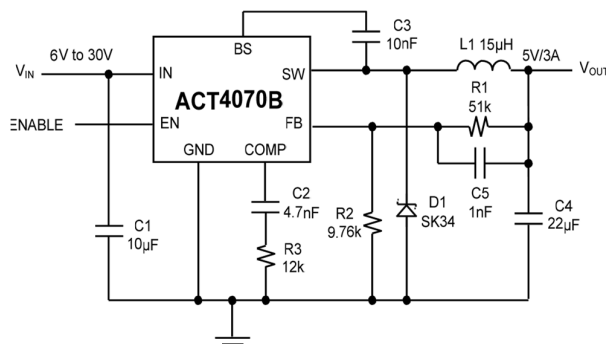 C3
10nF
BS
L1 15µH
6V to 30V
5V/3A
VIN
IN
SW
VOUT
ACT4070B
R1
51k
ENABLE
EN
FB
GND
COMP
C2
4.7nF
R2
9.76k
D1
SK34
C5
1nF
C4
22µF
C1
10µF
R3
12k